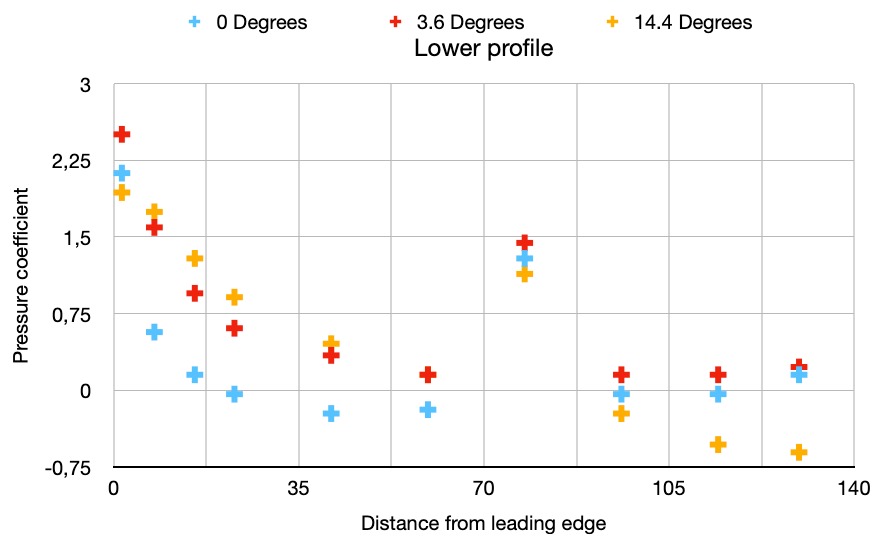 0 Degrees 3.6 Degrees 14.4 Degrees
Lower profile
3
2,25
1,5
0,75
0
-0,75
Pressure coefficient
0 35 70 105 140
Distance from leading edge